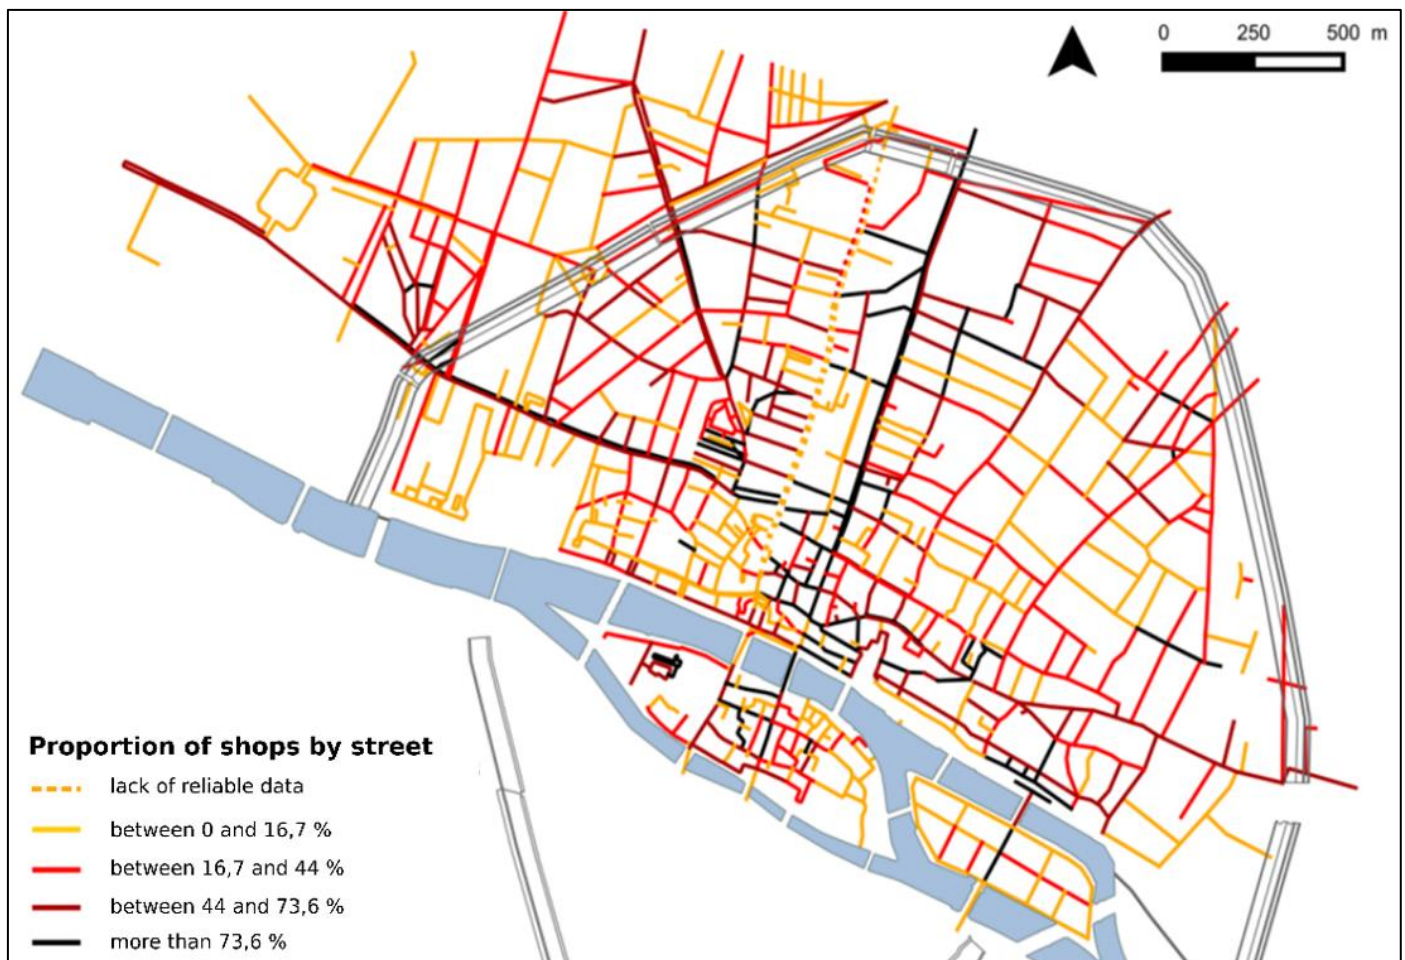 0 250 500 m
Proportion of shops by street
lack of reliable data
between 0 and 16,7 %
between 16,7 and 44 %
between 44 and 73,6 %
more than 73,6 %